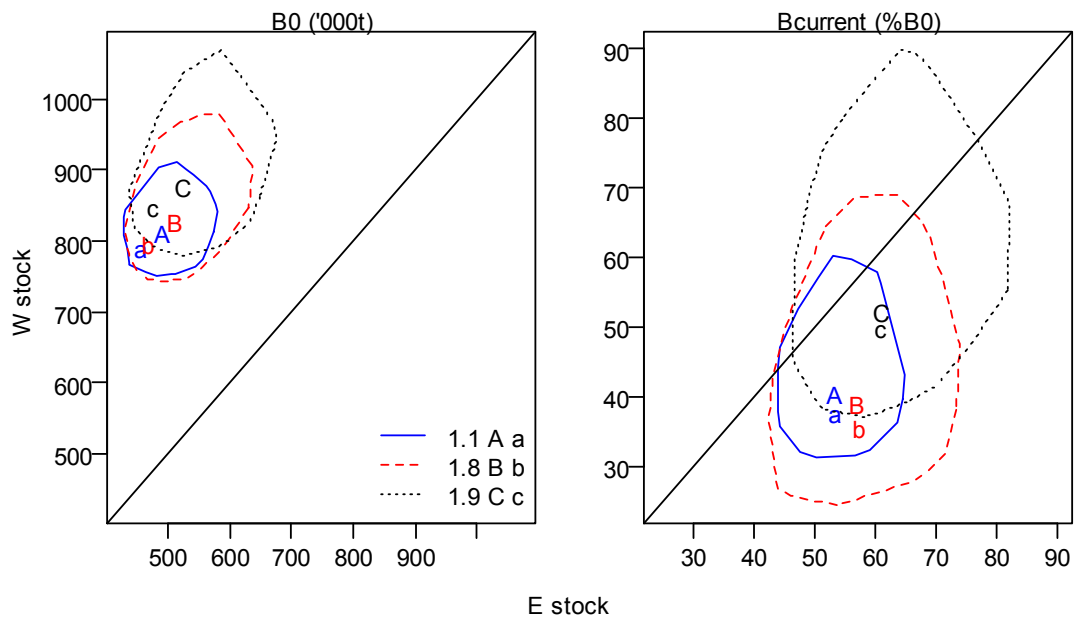 B0 ('000t)
Bcurrent (%B0)
W stock
1000
900
800
700
600
500
C
c
B
A
b
a
1.1 A a
1.8 B b
1.9 C c
500 600 700 800 900
90
80
70
60
50
40
30
C
c
A
B
a
b
30 40 50 60 70 80 90
E stock